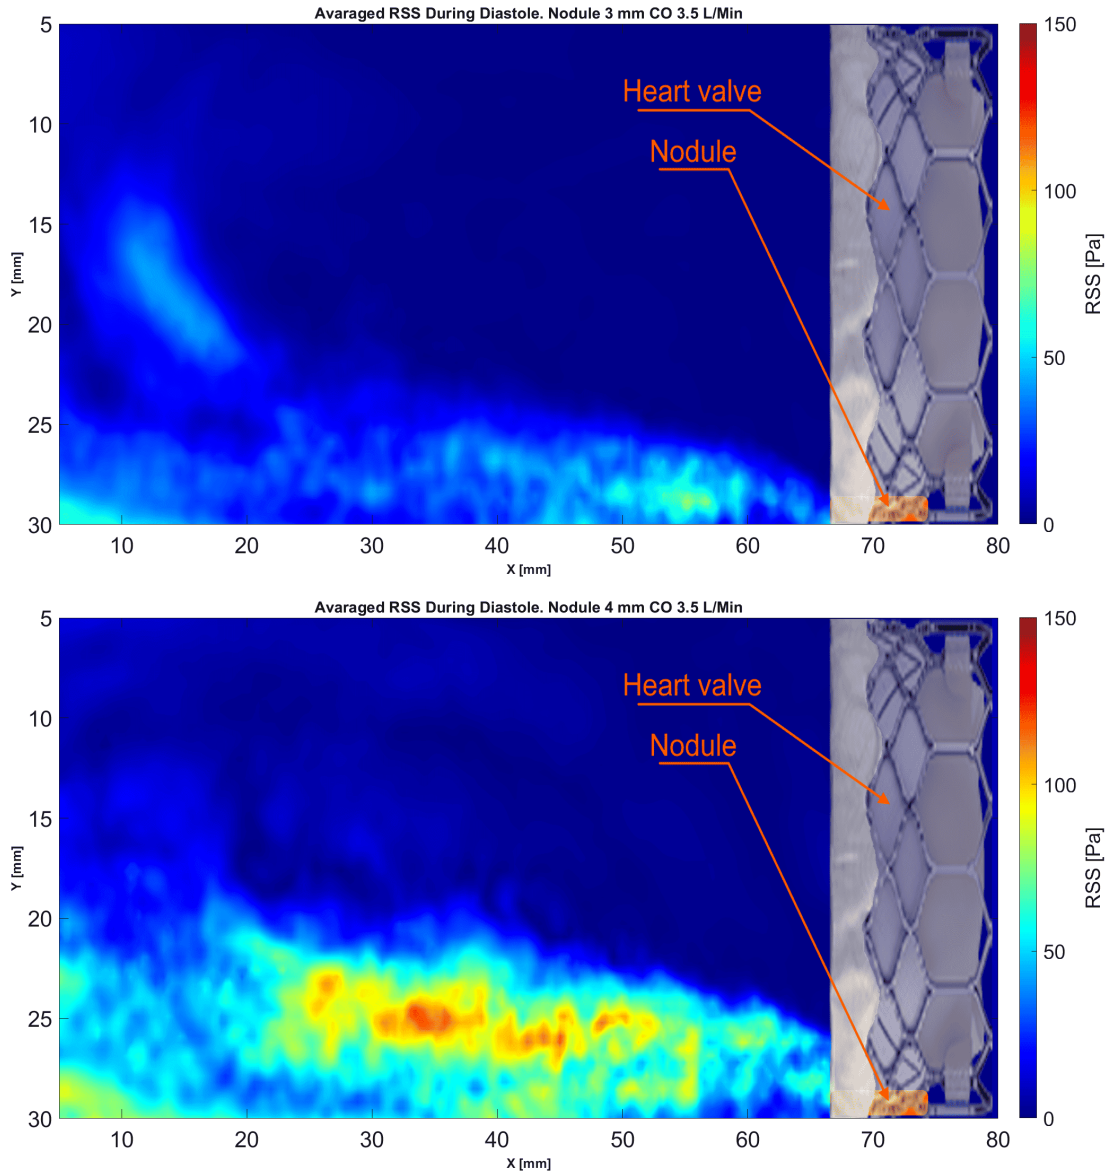 Avaraged RSS During Diastole. Nodule 3 mm CO 3.5 L/Min
5
10
15
20
25
30
Y [mm]
Heart valve
Nodule
10 20 30 40 50 60 70 80
X [mm]
150
100
50
0
RSS [Pa]
Avaraged RSS During Diastole. Nodule 4 mm CO 3.5 L/Min
5
10
15
20
25
30
Y [mm]
Heart valve
Nodule
10 20 30 40 50 60 70 80
X [mm]
150
100
50
0
RSS [Pa]